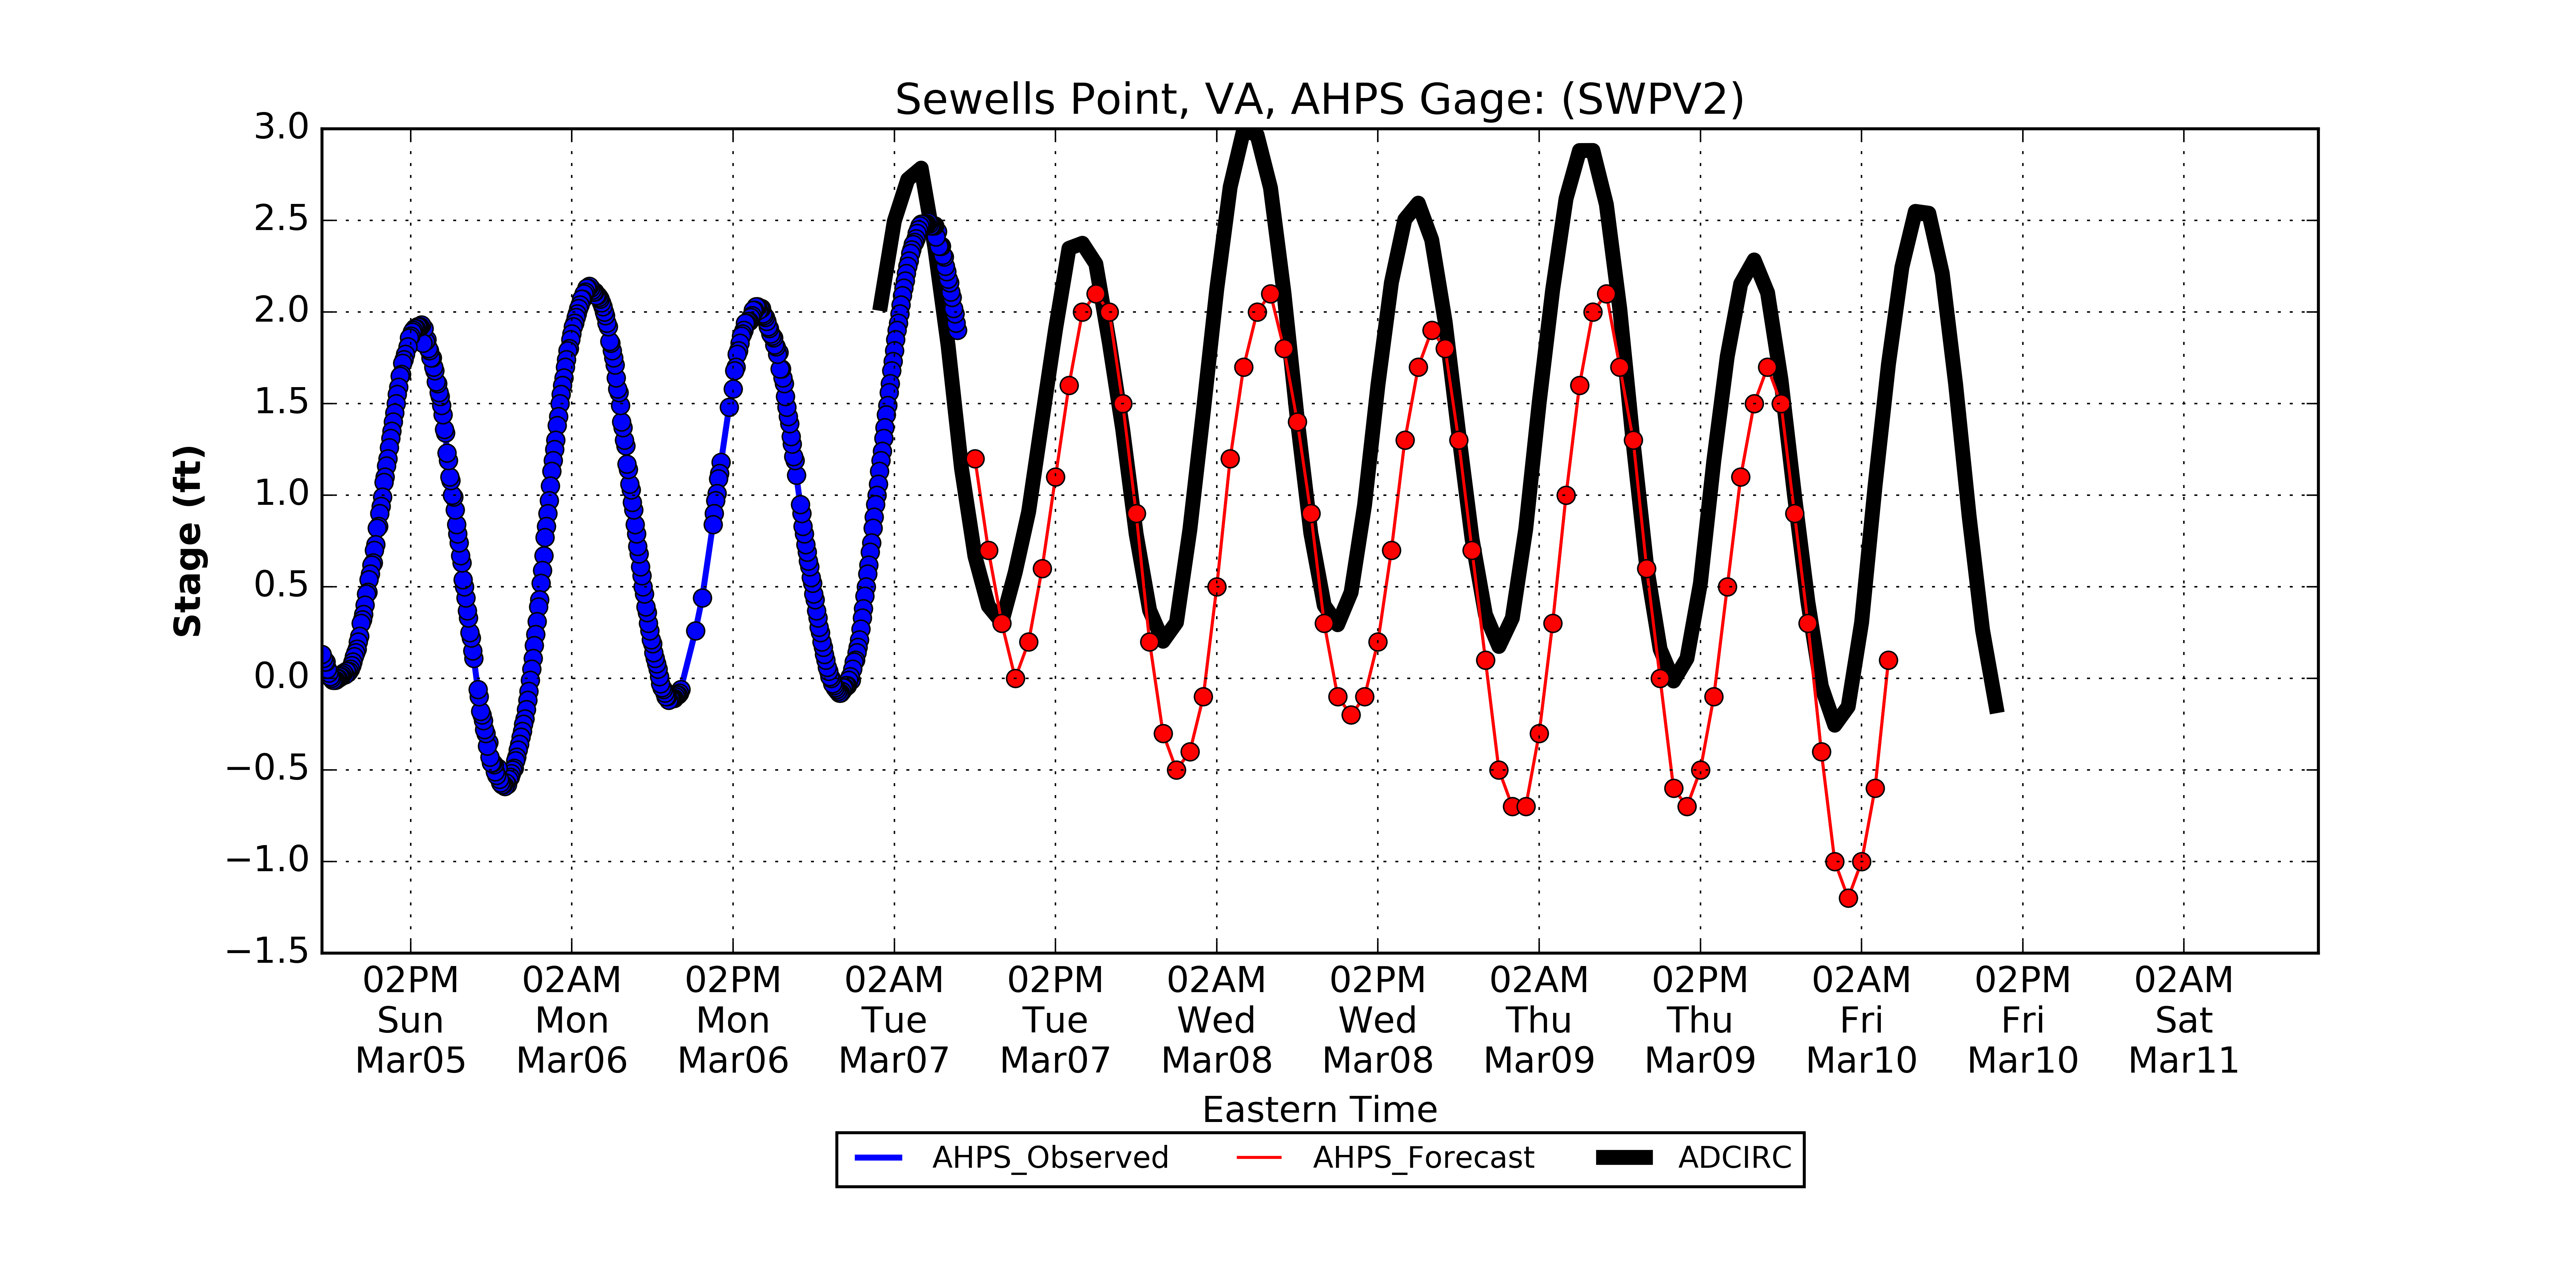 Sewells Point, VA, AHPS Gage: (SWPV2)
3.0
2.5
2.0
1.5
1.0
0.5
0.0
−0.5
−1.0
−1.5
Stage (ft)
02PM 02AM 02PM 02AM 02PM 02AM 02PM 02AM 02PM 02AM 02PM 02AM
Sun Mon Mon Tue Tue Wed Wed Thu Thu Fri Fri Sat
Mar05 Mar06 Mar06 Mar07 Mar07 Mar08 Mar08 Mar09 Mar09 Mar10 Mar10 Mar11
Eastern Time
AHPS_Observed AHPS_Forecast ADCIRC